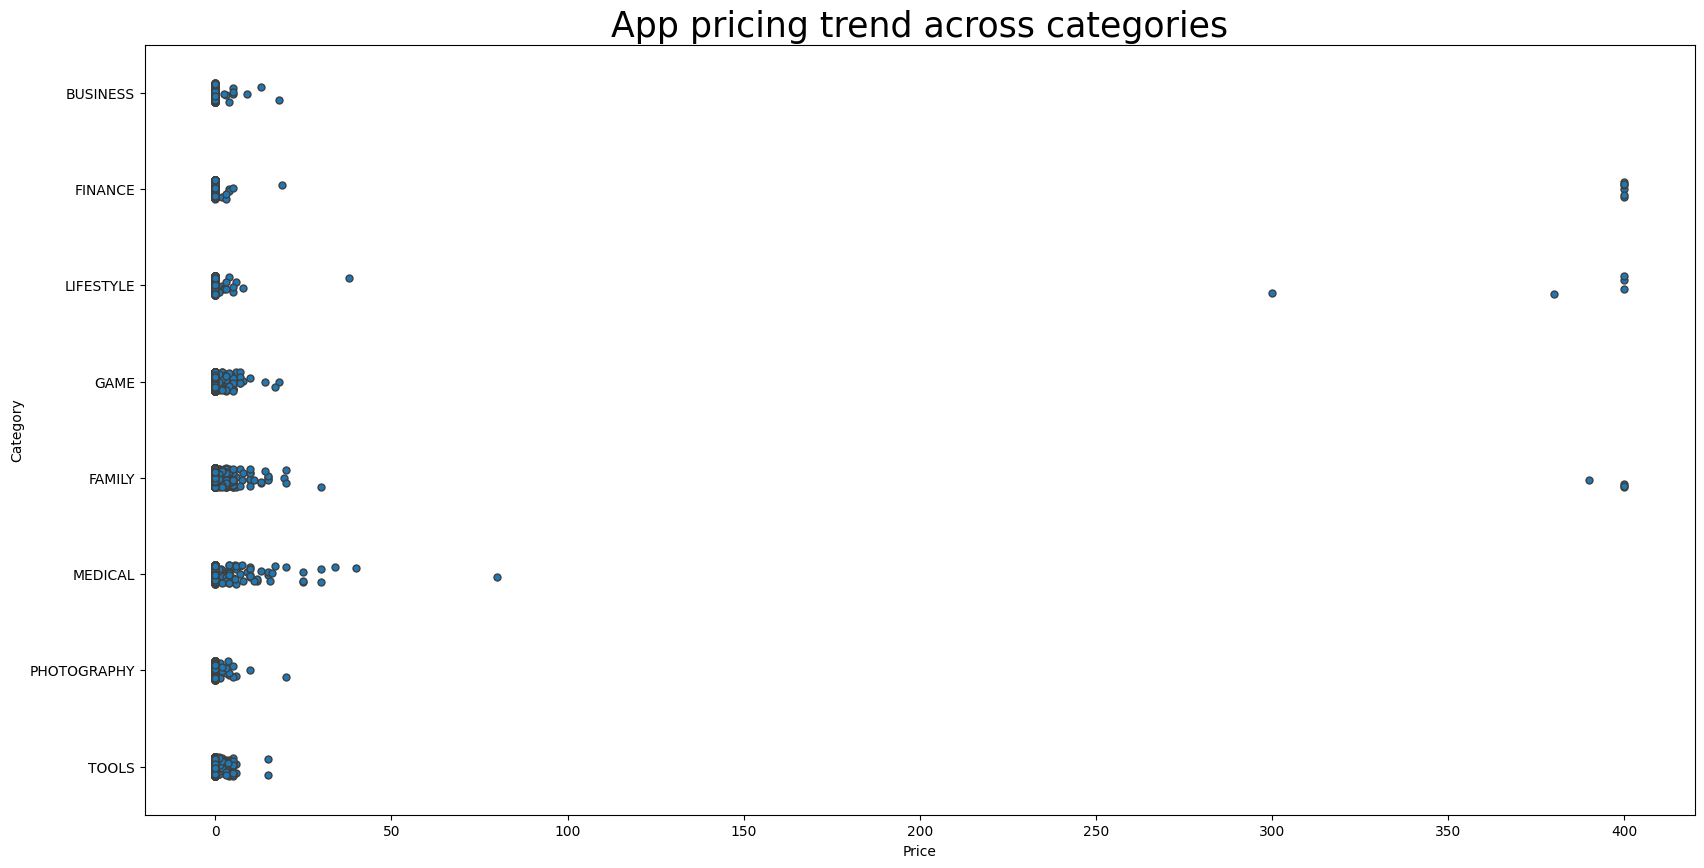 App pricing trend across categories
Category
BUSINESS
FINANCE
LIFESTYLE
GAME
FAMILY
MEDICAL
PHOTOGRAPHY
TOOLS
0 50 100 150 200 250 300 350 400
Price